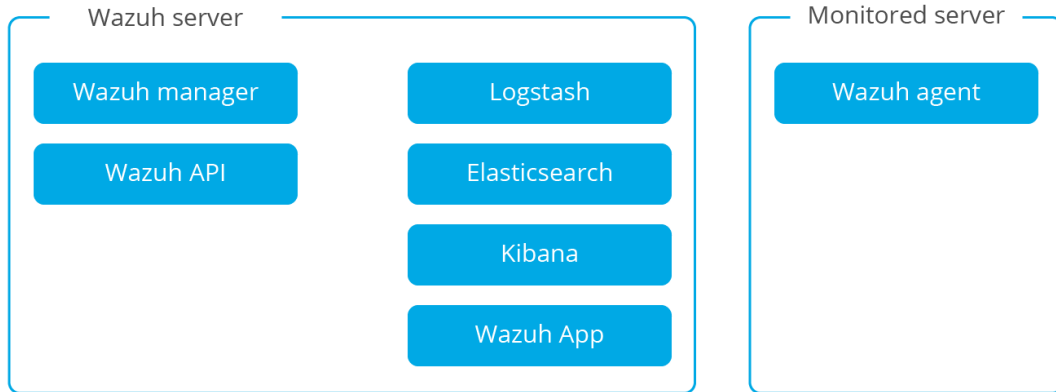 Wazuh server
Wazuh manager
Wazuh API
Logstash
Elasticsearch
Kibana
Wazuh App
Monitored server
Wazuh agent